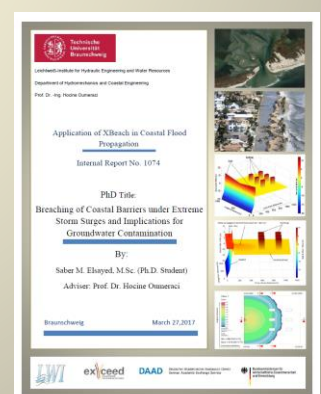 Technische
Universität
Braunschweig
Leichtweiß-Institute for Hydraulic Engineering and Water Resources
Department of Hydromechanics and Coastal Engineering
Prof. Dr. -Ing. Hocine Oumeraci
Application of XBeach in Coastal Flood
Propagation
Internal Report No. 1074
PhD Title:
Breaching of Coastal Barriers under Extreme
Storm Surges and Implications for
Groundwater Contamination
By:
Saber M. Elsayed, M.Sc. (Ph.D. Student)
Adviser: Prof. Dr. Hocine Oumeraci
Braunschweig
March 27,2017
LWI
exceed
DAAD